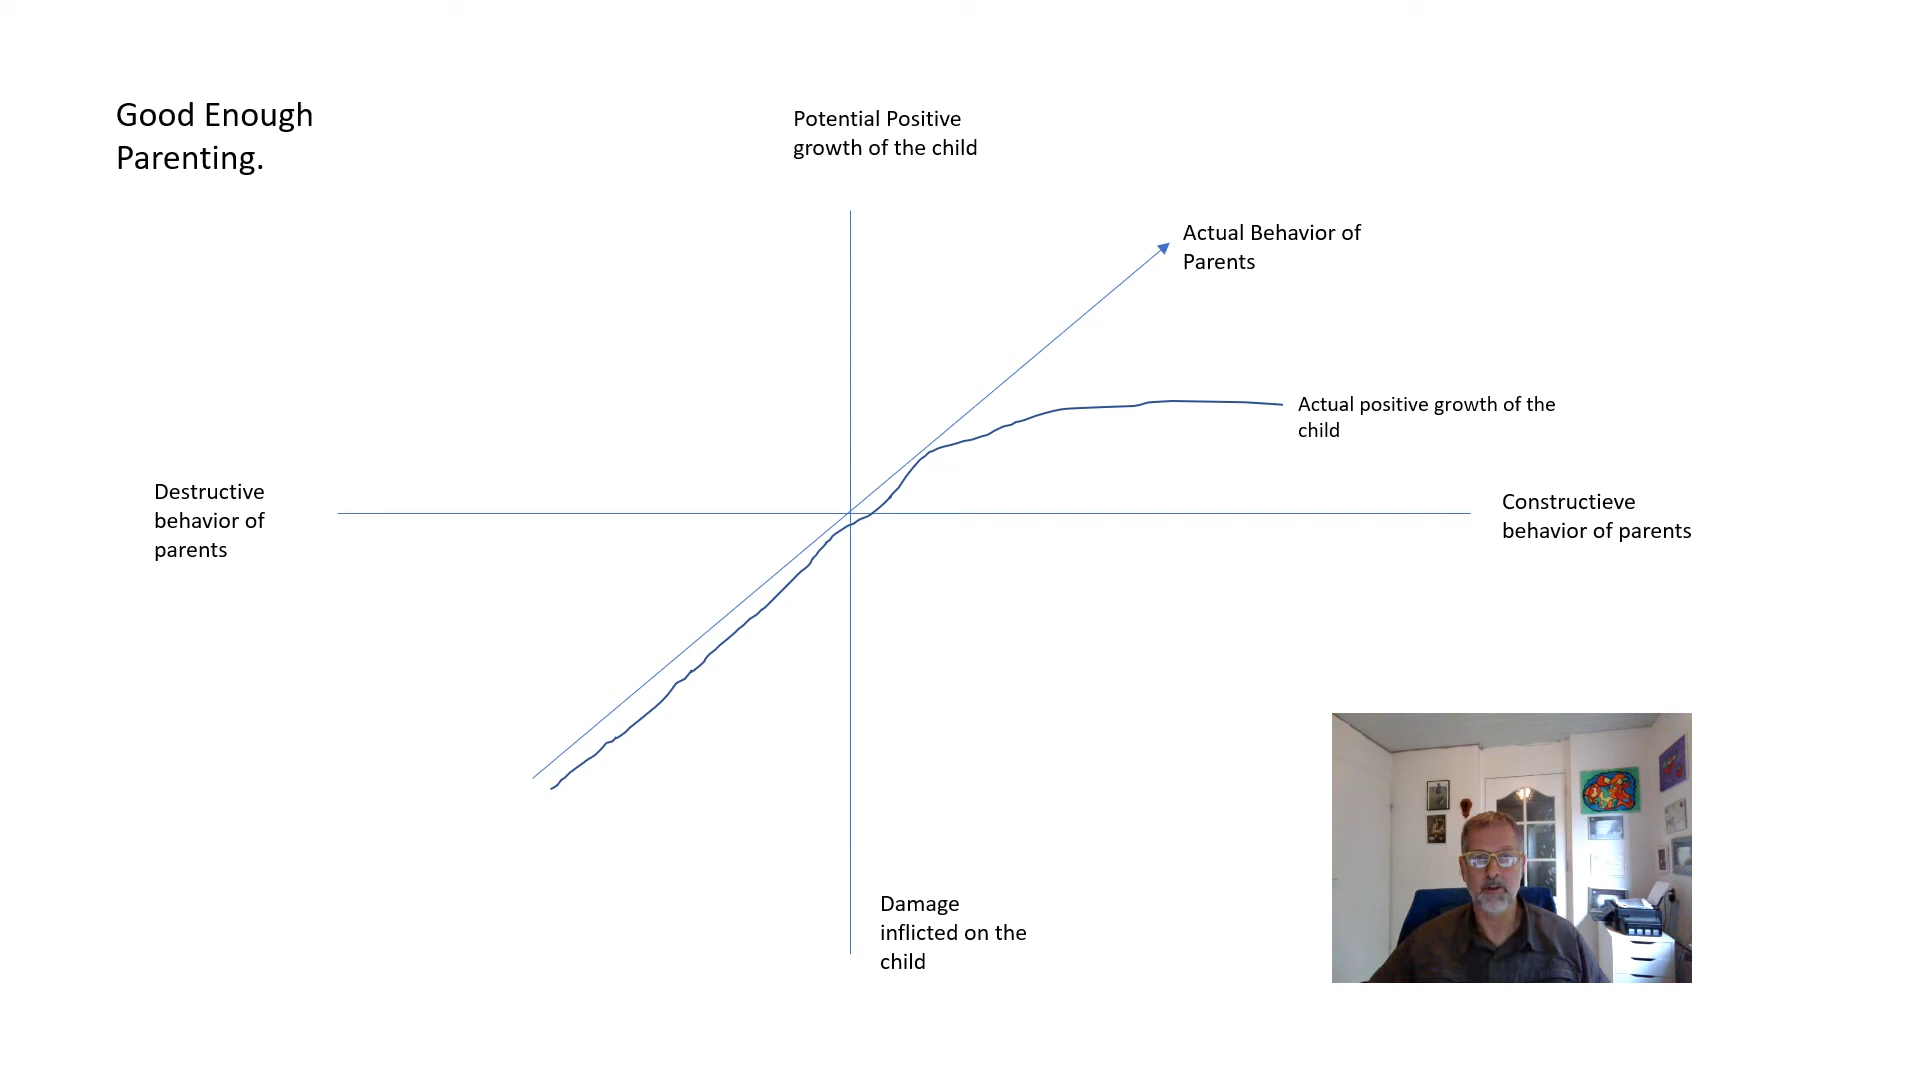 Good Enough
Parenting.
Potential Positive
growth of the child
Actual Behavior of
Parents
Actual positive growth of the
child
Destructive
behavior of
parents
Constructieve
behavior of parents
Damage
inflicted on the
child